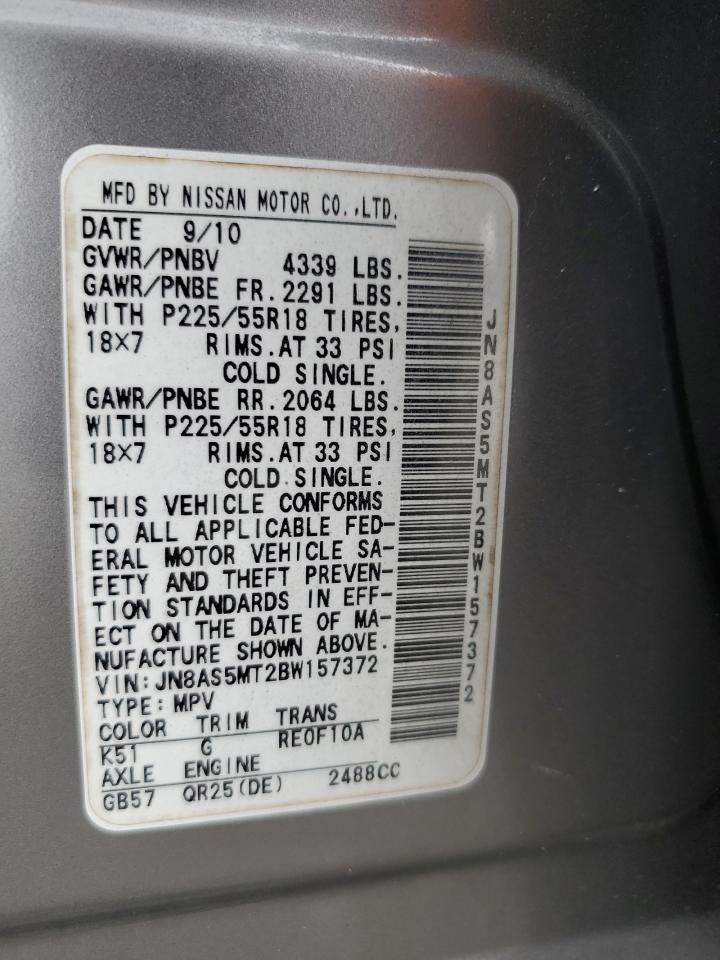 MFD BY NISSAN MOTOR CO.,LTD.
DATE 9/10
GVWR/PNBV 4339 LBS.
GAWR/PNBE FR.2291 LBS.
WITH P225/55R18 TIRES,
18×7 RIMS.AT 33 PSI
COLD SINGLE.
GAWR/PNBE RR.2064 LBS.
WITH P225/55R18 TIRES,
18×7 RIMS.AT 33 PSI
COLD SINGLE.
THIS VEHICLE CONFORMS
TO ALL APPLICABLE FED-
ERAL MOTOR VEHICLE SA-
FETY AND THEFT PREVEN-
TION STANDARDS IN EFF-
ECT ON THE DATE OF MA-
NUFACTURE SHOWN ABOVE.
VIN:JN8AS5MT2BW157372
TYPE:MPV
COLOR TRIM TRANS
K51 G RE0F10A
AXLE ENGINE
GB57 QR25(DE) 2488CC
JN8AS5MT2BW157372